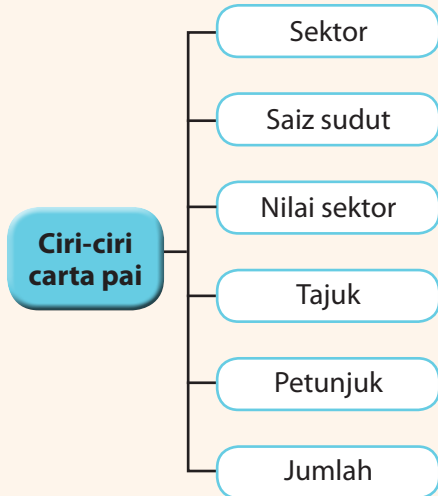 Ciri-ciri
carta pai
Sektor
Saiz sudut
Nilai sektor
Tajuk
Petunjuk
Jumlah